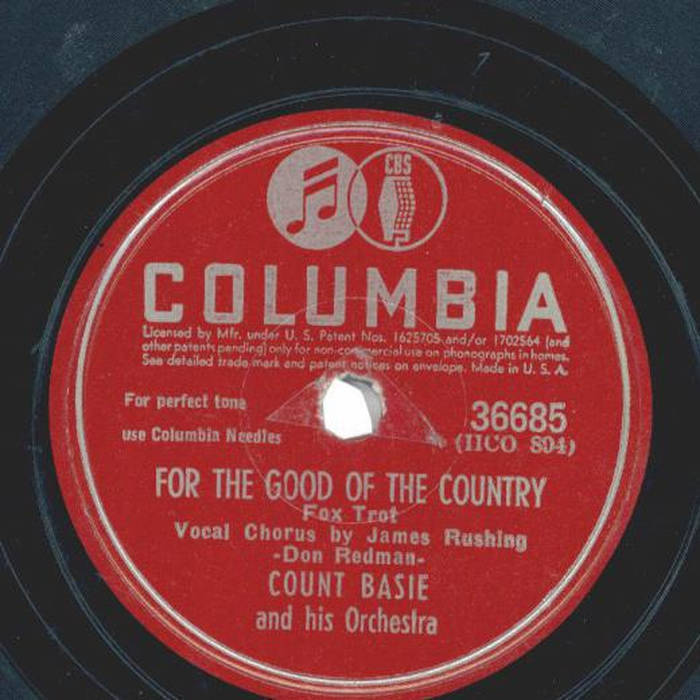 CBS
COLUMBIA
Licensed by Mfr. under U. S. Patent Nos. 1625705 and/or 1702564 (and
other patents pending) only for non-commercial use on phonographs in homes.
See detailed trade mark and patent notices on envelope. Made in U. S. A.
For perfect tone
use Columbia Needles
36685
(HCO 894)
FOR THE GOOD OF THE COUNTRY
Fox Trot
Vocal Chorus by James Rushing
-Don Redman-
COUNT BASIE
and his Orchestra